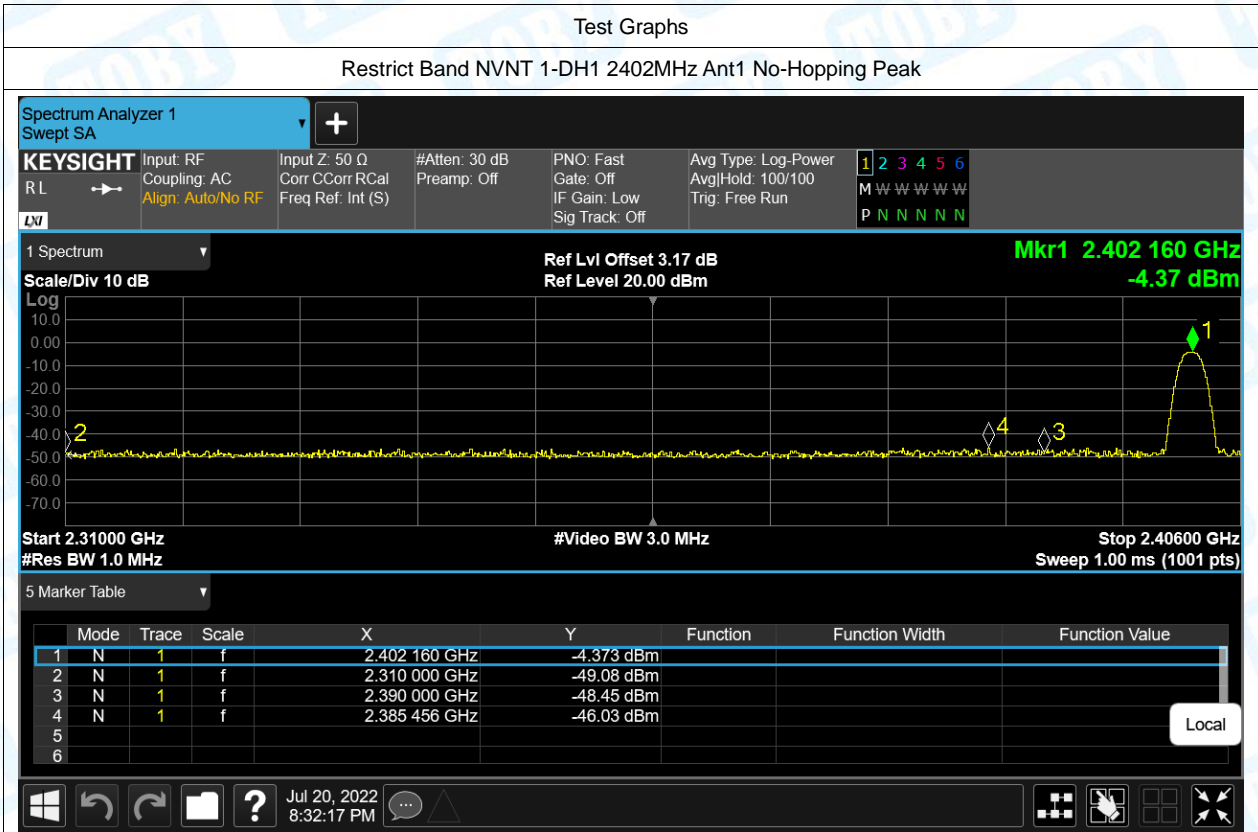 Test Graphs
Restrict Band NVNT 1-DH1 2402MHz Ant1 No-Hopping Peak
Spectrum Analyzer 1
Swept SA
+
KEYSIGHT
R L
LXI
Input: RF
Coupling: AC
Align: Auto/No RF
Input Z: 50 Ω
Corr CCorr RCal
Freq Ref: Int (S)
#Atten: 30 dB
Preamp: Off
PNO: Fast
Gate: Off
IF Gain: Low
Sig Track: Off
Avg Type: Log-Power
Avg|Hold: 100/100
Trig: Free Run
1 2 3 4 5 6
M W W W W W
P N N N N N
1 Spectrum
Scale/Div 10 dB
Ref Lvl Offset 3.17 dB
Ref Level 20.00 dBm
Mkr1 2.402 160 GHz
-4.37 dBm
Log
10.0
0.00
-10.0
-20.0
-30.0
-40.0
-50.0
-60.0
-70.0
2
4
3
1
Start 2.31000 GHz
#Res BW 1.0 MHz
#Video BW 3.0 MHz
Stop 2.40600 GHz
Sweep 1.00 ms (1001 pts)
5 Marker Table
Mode Trace Scale X Y Function Function Width Function Value
1 N 1 f 2.402 160 GHz -4.373 dBm
2 N 1 f 2.310 000 GHz -49.08 dBm
3 N 1 f 2.390 000 GHz -48.45 dBm
4 N 1 f 2.385 456 GHz -46.03 dBm
5
6
Local
?
Jul 20, 2022
8:32:17 PM
TOBY